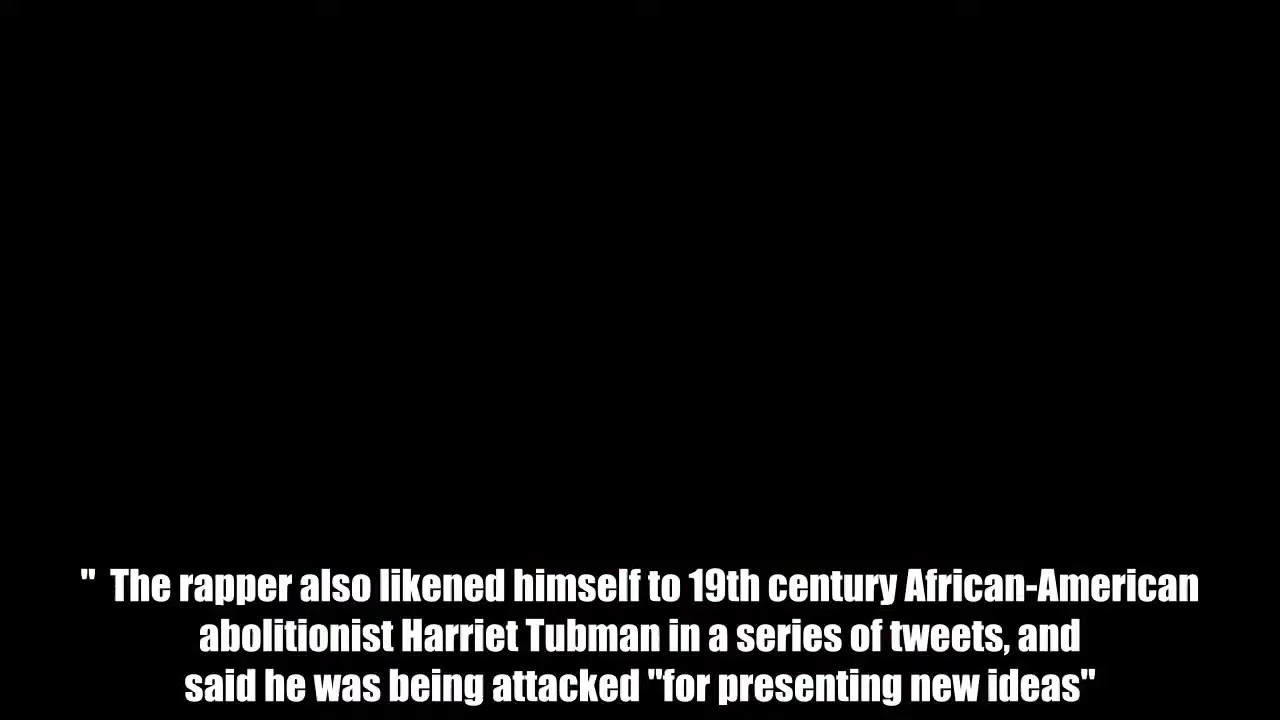 "  The rapper also likened himself to 19th century African-American
abolitionist Harriet Tubman in a series of tweets, and
said he was being attacked "for presenting new ideas"